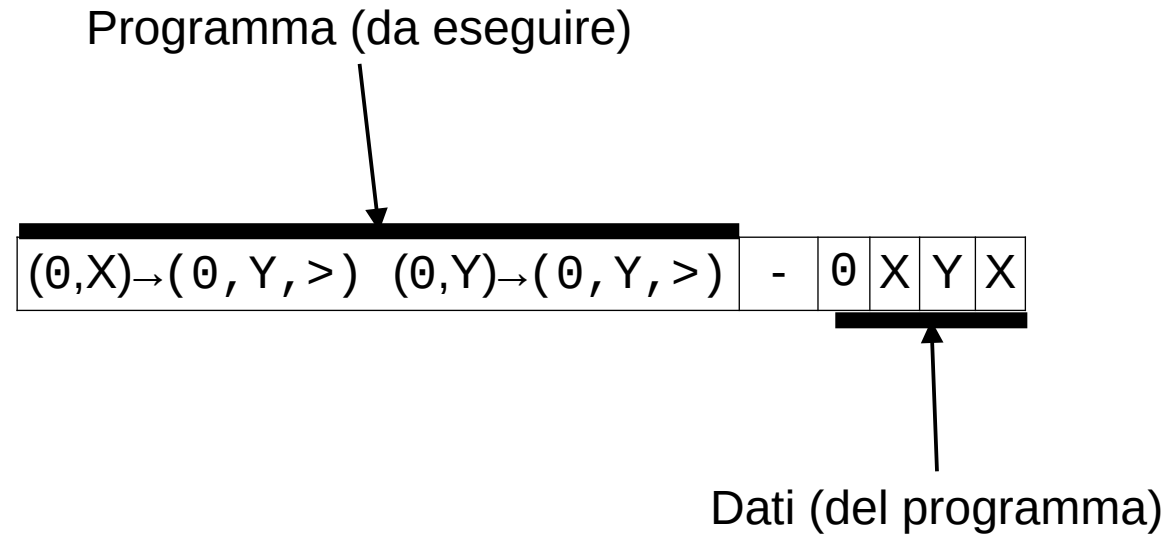 Programma (da eseguire)
(0,X)→(0,Y,>) (0,Y)→(0,Y,>) - 0 X Y X
Dati (del programma)